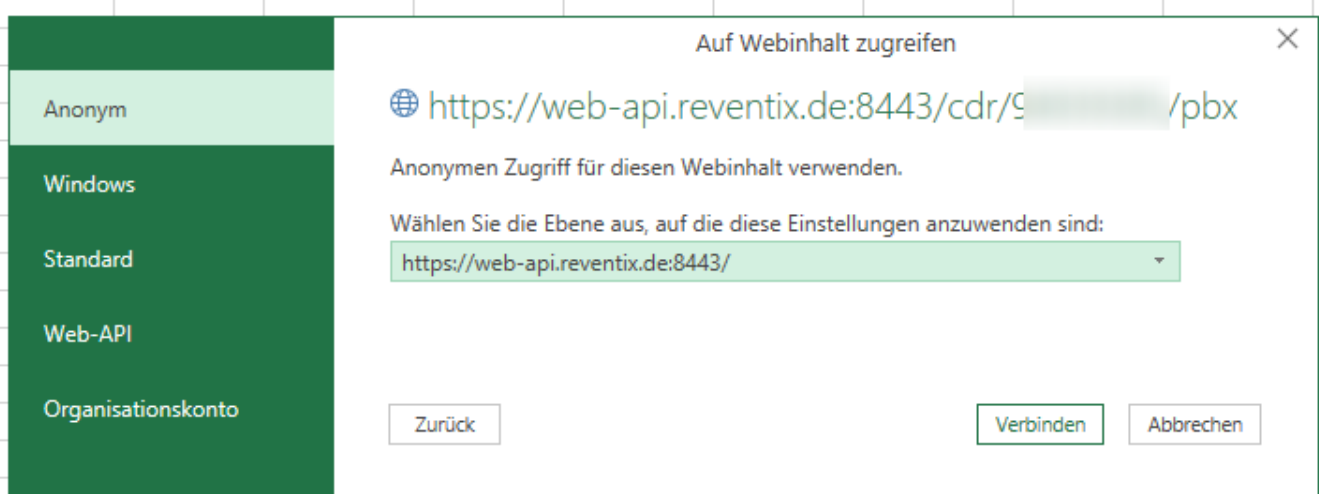 Auf Webinhalt zugreifen
Anonym
Windows
Standard
Web-API
Organisationskonto
https://web-api.reventix.de:8443/cdr/9 /pbx
Anonymen Zugriff für diesen Webinhalt verwenden.
Wählen Sie die Ebene aus, auf die diese Einstellungen anzuwenden sind:
https://web-api.reventix.de:8443/
Zurück
Verbinden
Abbrechen